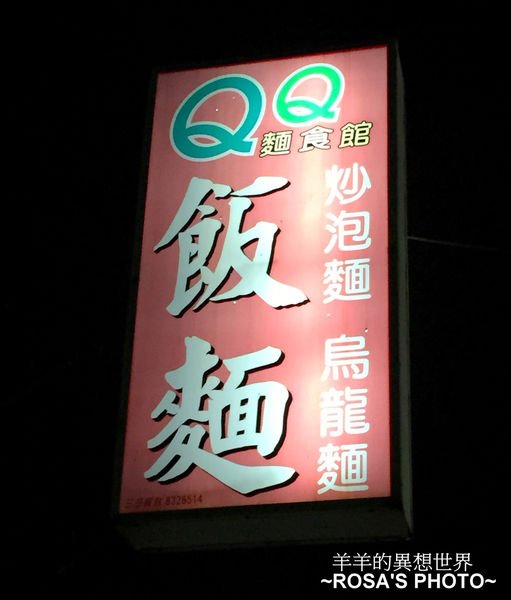 QQ
麵食館
炒泡麵 烏龍麵
飯麵
8326514
羊羊的異想世界
~ROSA'S PHOTO~